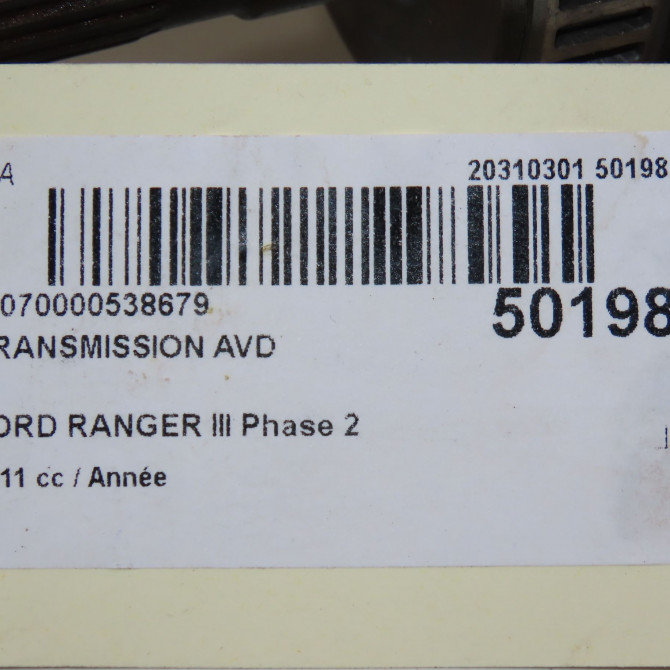 A 20310301 50198
070000538679 50198
RANSMISSION AVD
ORD RANGER III Phase 2
11 cc / Année